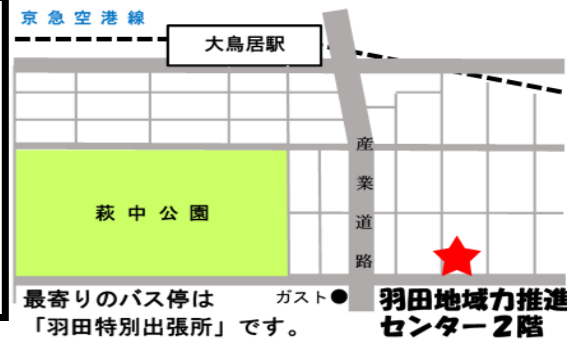 京急空港線
大鳥居駅
産業道路
萩中公園
最寄りのバス停は
「羽田特別出張所」です。
ガスト●
羽田地域力推進
センター２階